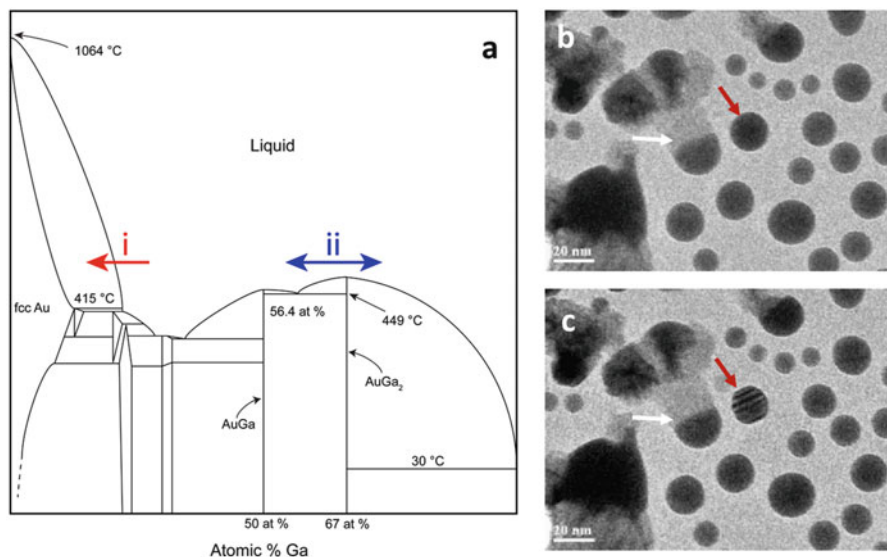 a
1064 °C
Liquid
i
ii
fcc Au
415 °C
56.4 at %
449 °C
AuGa₂
AuGa
30 °C
50 at %
67 at %
Atomic % Ga
b
20 nm
c
20 nm